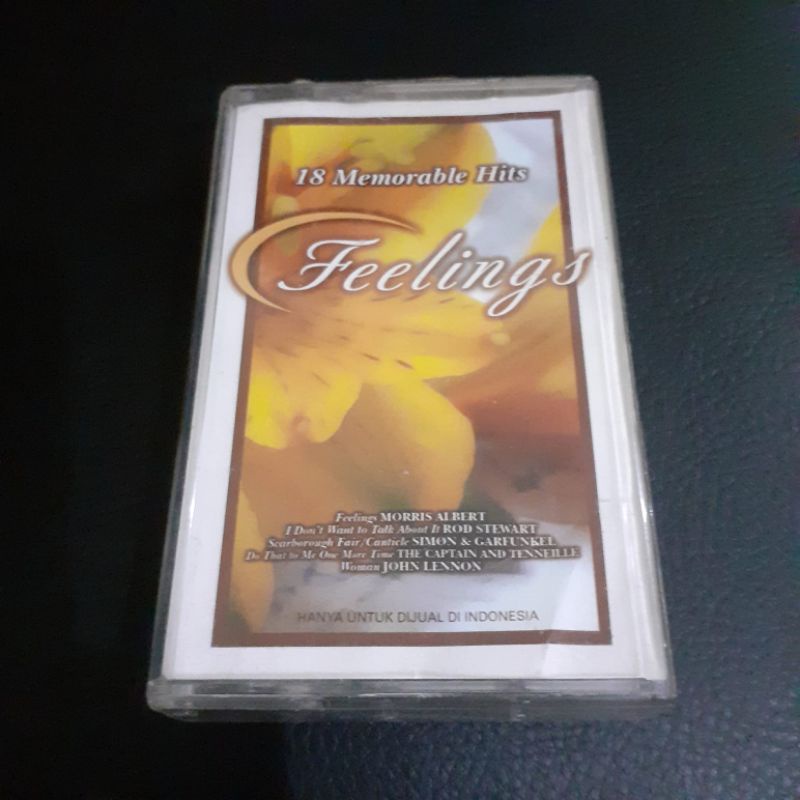 18 Memorable Hits
Feelings
Feelings MORRIS ALBERT
I Don't Want to Talk About It ROD STEWART
Scarborough Fair/Canticle SIMON & GARFUNKEL
Do That to Me One More Time THE CAPTAIN AND TENNEILLE
Woman JOHN LENNON
HANYA UNTUK DIJUAL DI INDONESIA